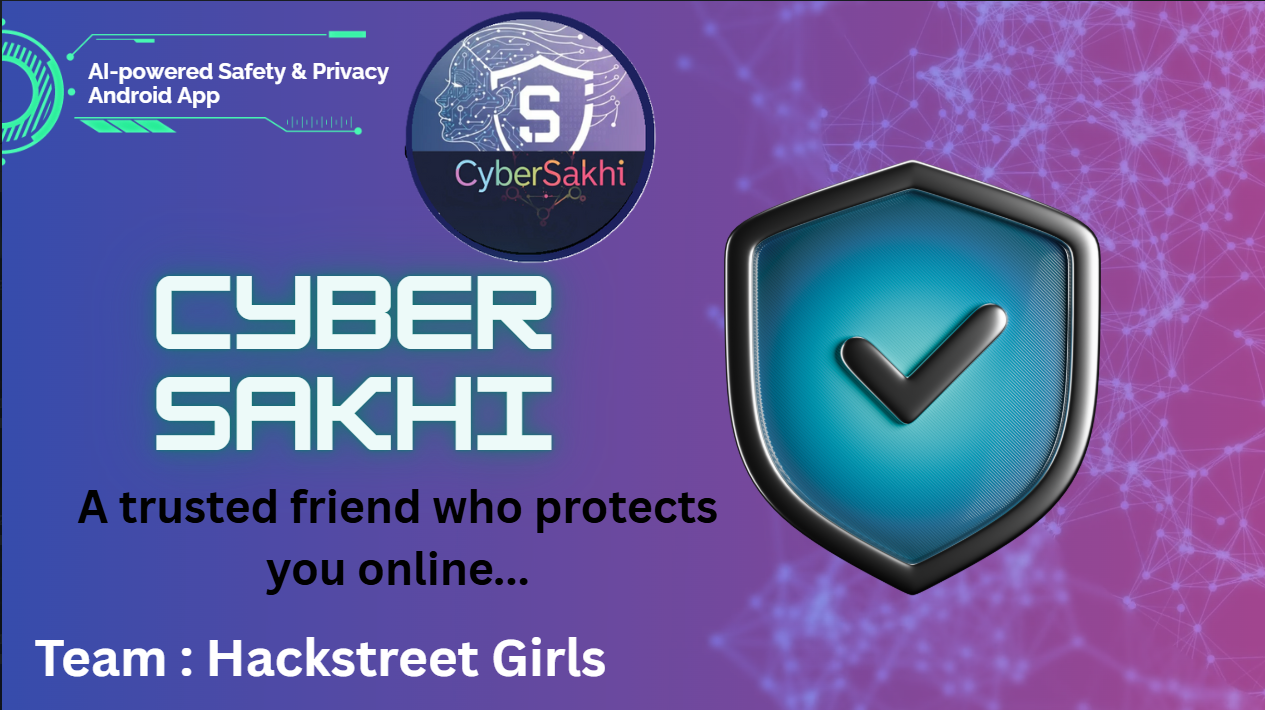 AI-powered Safety & Privacy
Android App
S
CyberSakhi
CYBER
SAKHI
A trusted friend who protects
you online...
Team : Hackstreet Girls